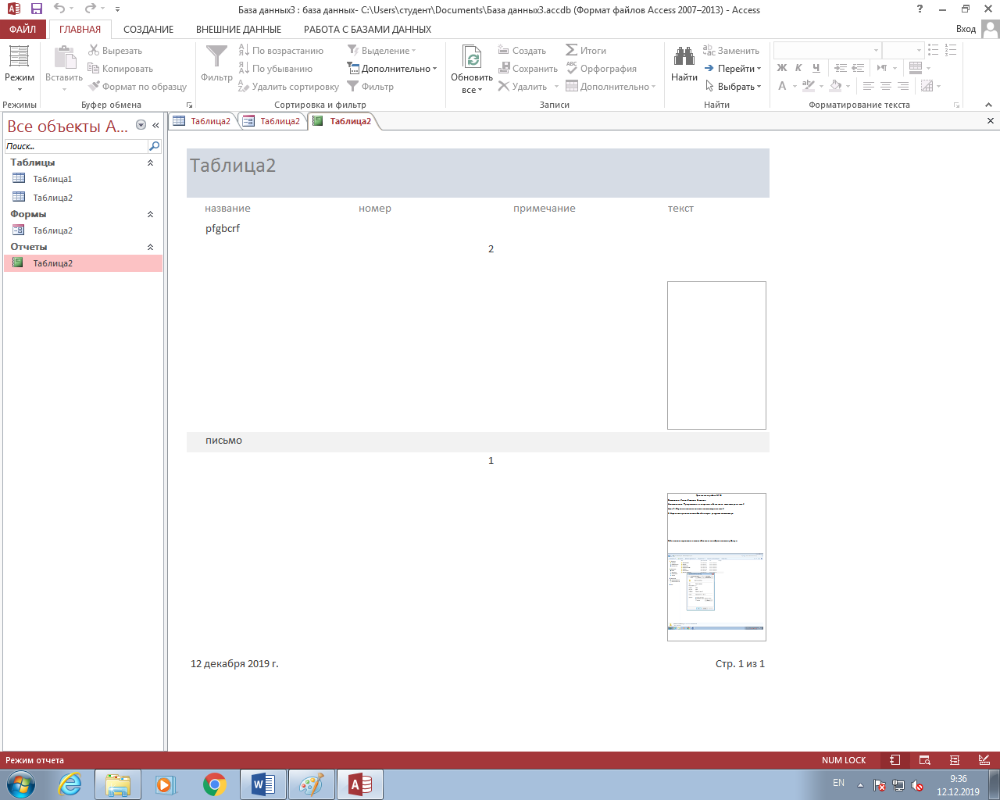 База данных3 : база данных- C:\Users\студент\Documents\База данных3.accdb (Формат файлов Access 2007–2013) - Access
ФАЙЛ ГЛАВНАЯ СОЗДАНИЕ ВНЕШНИЕ ДАННЫЕ РАБОТА С БАЗАМИ ДАННЫХ Вход
Режим
Режимы
Вставить
Вырезать
Копировать
Формат по образцу
Буфер обмена
Фильтр
По возрастанию
По убыванию
Удалить сортировку
Выделение
Дополнительно
Фильтр
Сортировка и фильтр
Обновить
все
Создать
Сохранить
Удалить
Итоги
Орфография
Дополнительно
Записи
Найти
Заменить
Перейти
Выбрать
Найти
Ж К Ч
А
Форматирование текста
Все объекты A...
Поиск...
Таблицы
Таблица1
Таблица2
Формы
Таблица2
Отчеты
Таблица2
Таблица2 Таблица2 Таблица2
Таблица2
название номер примечание текст
pfgbcrf
2
письмо
1
12 декабря 2019 г. Стр. 1 из 1
Режим отчета NUM LOCK
EN 9:36
12.12.2019